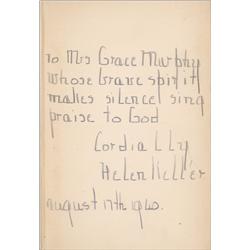 to Mrs Grace Murphy
whose brave spirit
makes silence sing
praise to God
Cordially
Helen Keller
august 17th 1940.